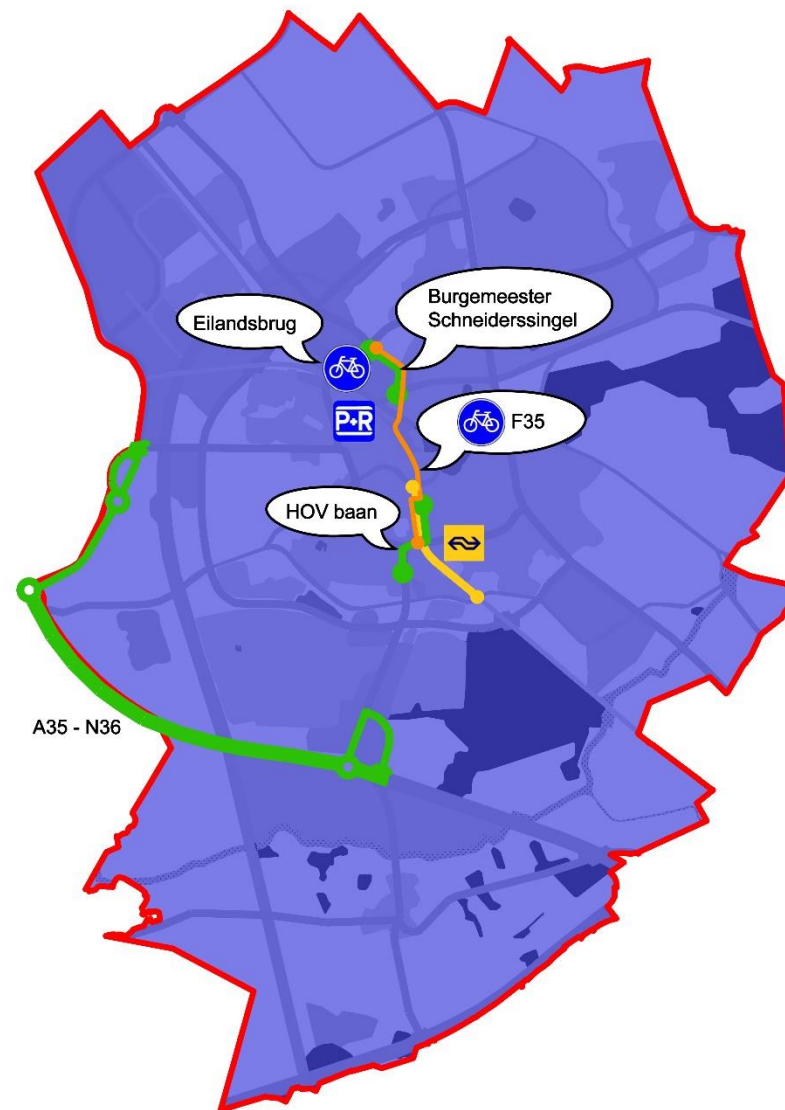 Burgemeester
Schneiderssingel
Eilandsbrug
P+R
F35
HOV baan
A35 - N36